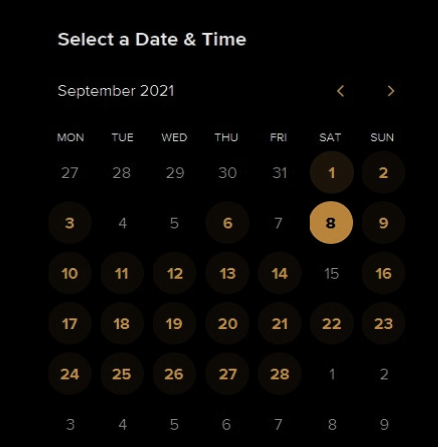 Select a Date & Time
September 2021
MON TUE WED THU FRI SAT SUN
27 28 29 30 31 1 2
3 4 5 6 7 8 9
10 11 12 13 14 15 16
17 18 19 20 21 22 23
24 25 26 27 28 1 2
3 4 5 6 7 8 9